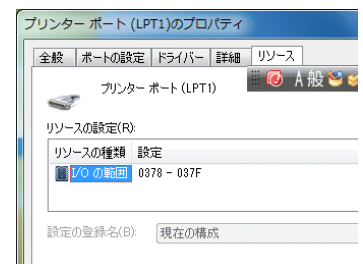 プリンター ポート (LPT1)のプロパティ
全般 ポートの設定 ドライバー 詳細 リソース
A 般
プリンター ポート (LPT1)
リソースの設定(R):
リソースの種類 設定
I/O の範囲 0378 - 037F
設定の登録名(B): 現在の構成